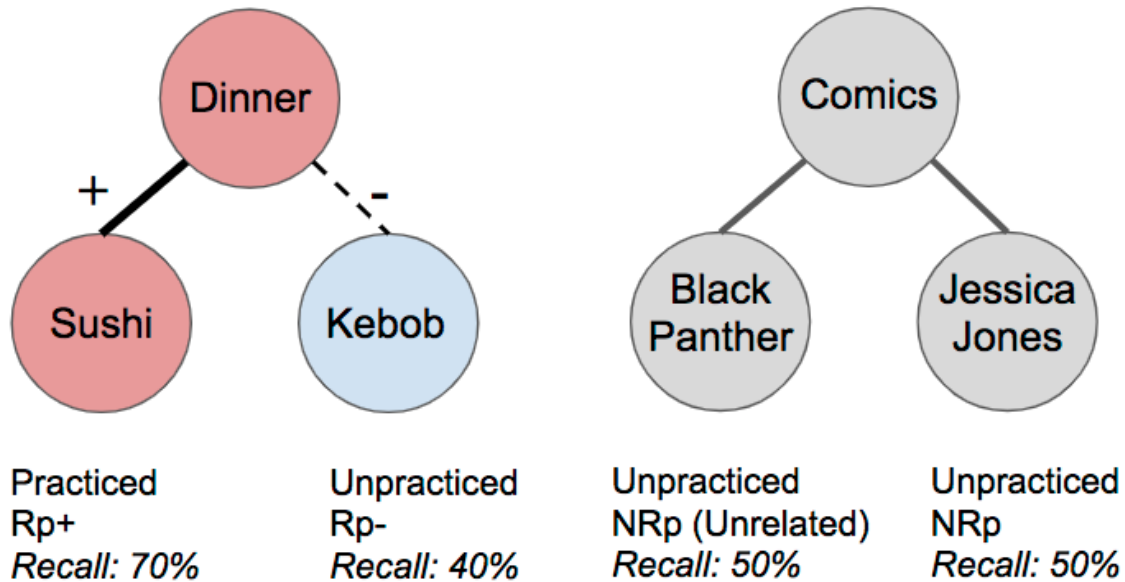 Dinner
Comics
+
-
Sushi
Kebob
Black
Panther
Jessica
Jones
Practiced
Rp+
Recall: 70%
Unpracticed
Rp-
Recall: 40%
Unpracticed
NRp (Unrelated)
Recall: 50%
Unpracticed
NRp
Recall: 50%